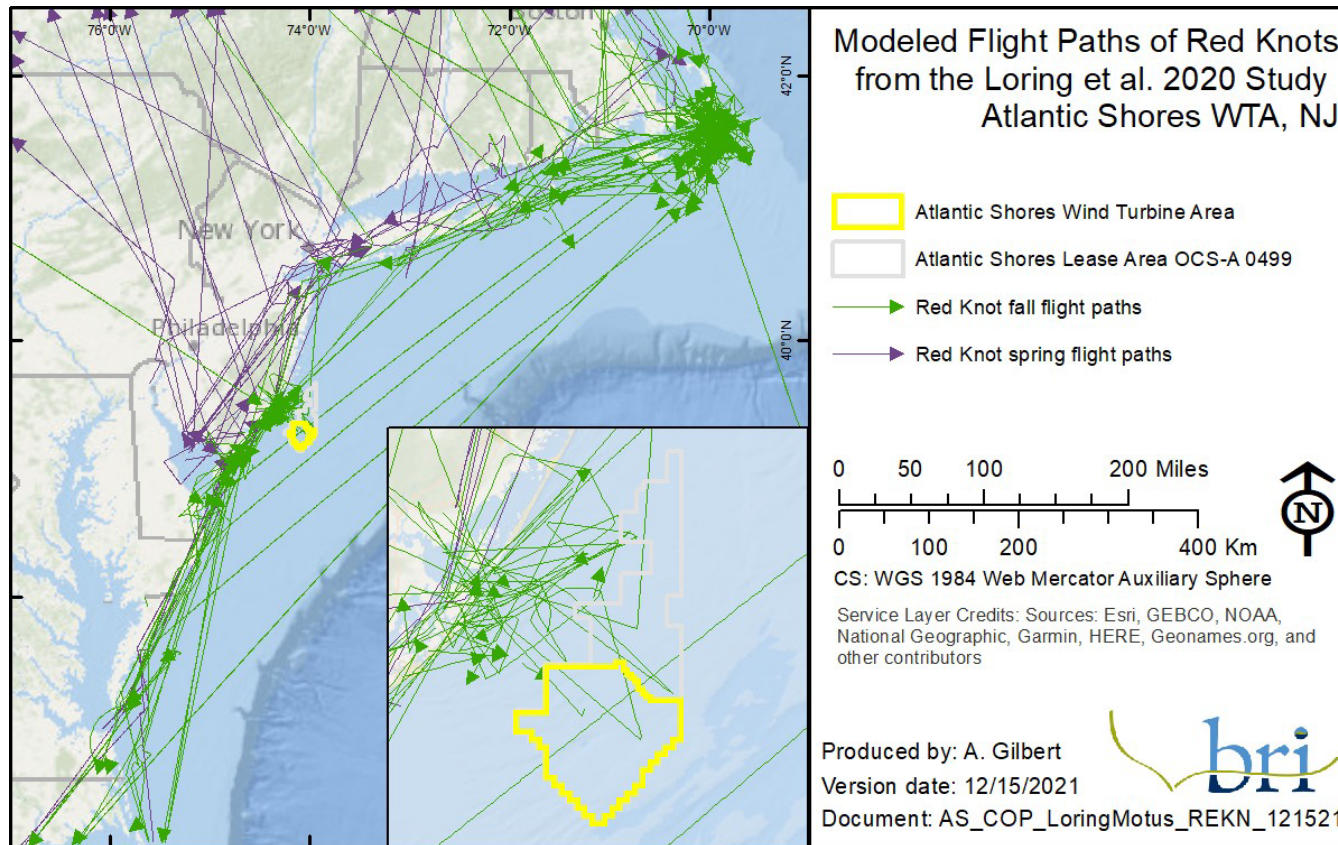 76°0'W
74°0'W
72°0'W
70°0'W
Boston
42°0'N
New York
Philadelphia
40°0'N
Modeled Flight Paths of Red Knots
from the Loring et al. 2020 Study
Atlantic Shores WTA, NJ
Atlantic Shores Wind Turbine Area
Atlantic Shores Lease Area OCS-A 0499
Red Knot fall flight paths
Red Knot spring flight paths
0 50 100 200 Miles
0 100 200 400 Km
N
CS: WGS 1984 Web Mercator Auxiliary Sphere
Service Layer Credits: Sources: Esri, GEBCO, NOAA,
National Geographic, Garmin, HERE, Geonames.org, and
other contributors
Produced by: A. Gilbert
Version date: 12/15/2021
Document: AS_COP_LoringMotus_REKN_121521
bri